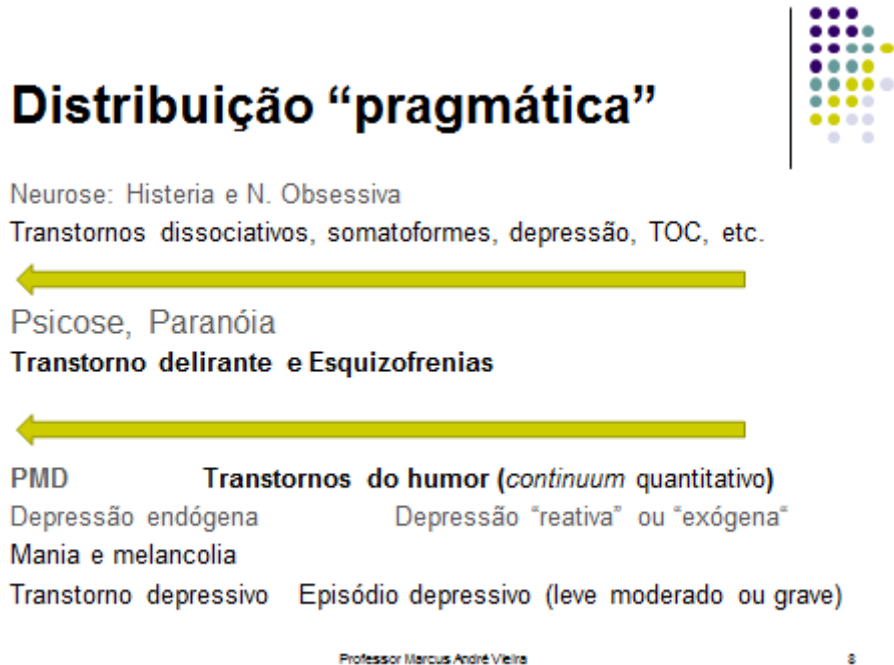 Distribuição “pragmática”
Neurose: Histeria e N. Obsessiva
Transtornos dissociativos, somatoformes, depressão, TOC, etc.
Psicose, Paranóia
Transtorno delirante e Esquizofrenias
PMD Transtornos do humor (continuum quantitativo)
Depressão endógena Depressão “reativa” ou “exógena“
Mania e melancolia
Transtorno depressivo Episódio depressivo (leve moderado ou grave)
Professor Marcus André Vieira 8